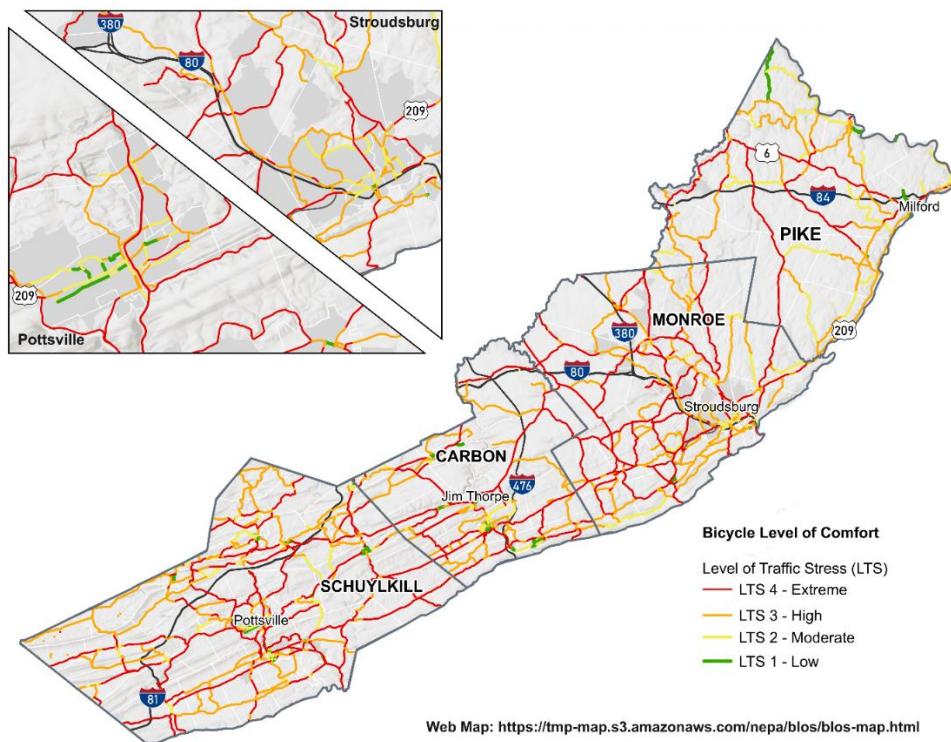 380
Stroudsburg
80
209
209
Pottsville
6
84
Milford
PIKE
MONROE
209
380
80
Stroudsburg
CARBON
476
Jim Thorpe
SCHUYLKILL
Pottsville
81
Bicycle Level of Comfort
Level of Traffic Stress (LTS)
LTS 4 - Extreme
LTS 3 - High
LTS 2 - Moderate
LTS 1 - Low
Web Map: https://tmp-map.s3.amazonaws.com/nepa/blos/blos-map.html